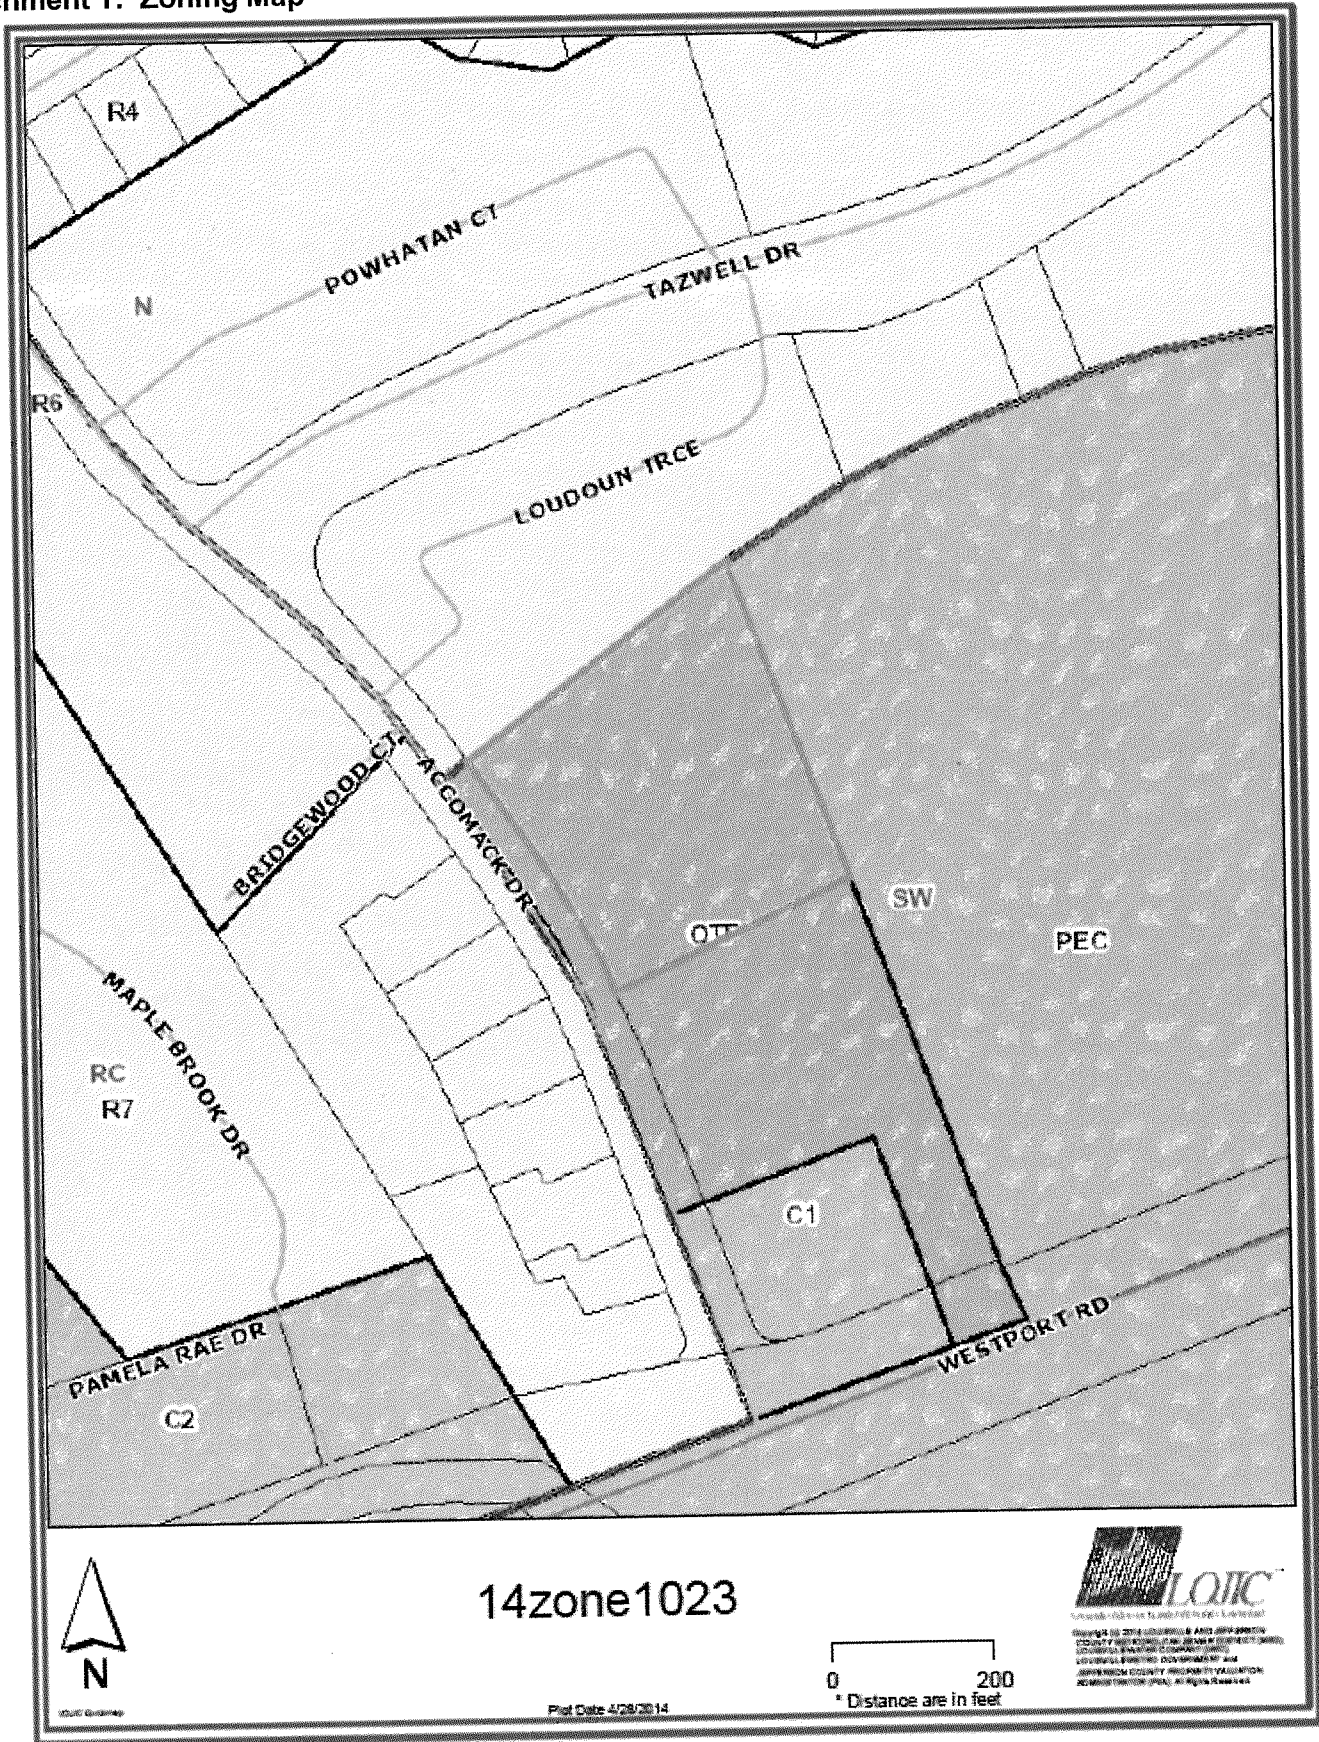 chment 1: Zoning Map
R4
POWHATAN CT
TAZWELL DR
N
R6
LOUDOUN TRCE
BRIDGEWOOD CT
ACCOMACK DR
SW
PEC
MAPLE BROOK DR
RC
R7
C1
WESTPORT RD
PAMELA RAE DR
C2
14zone1023
LOJIC
N
0 200
* Distance are in feet
Plot Date 4/28/2014